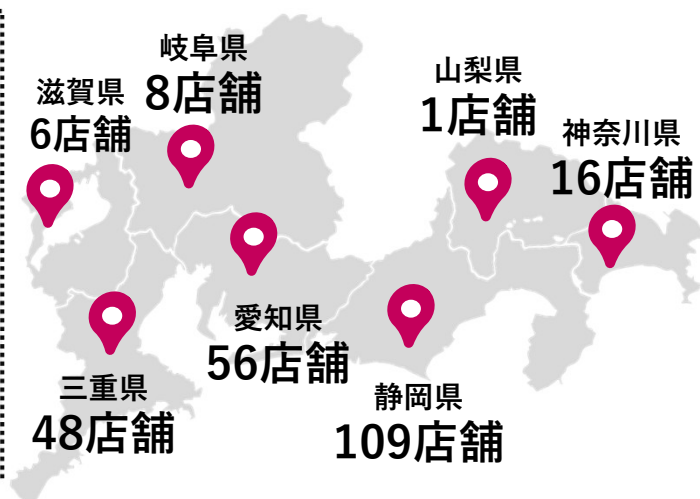 岐阜県
8店舗
滋賀県
6店舗
山梨県
1店舗
神奈川県
16店舗
愛知県
56店舗
三重県
48店舗
静岡県
109店舗